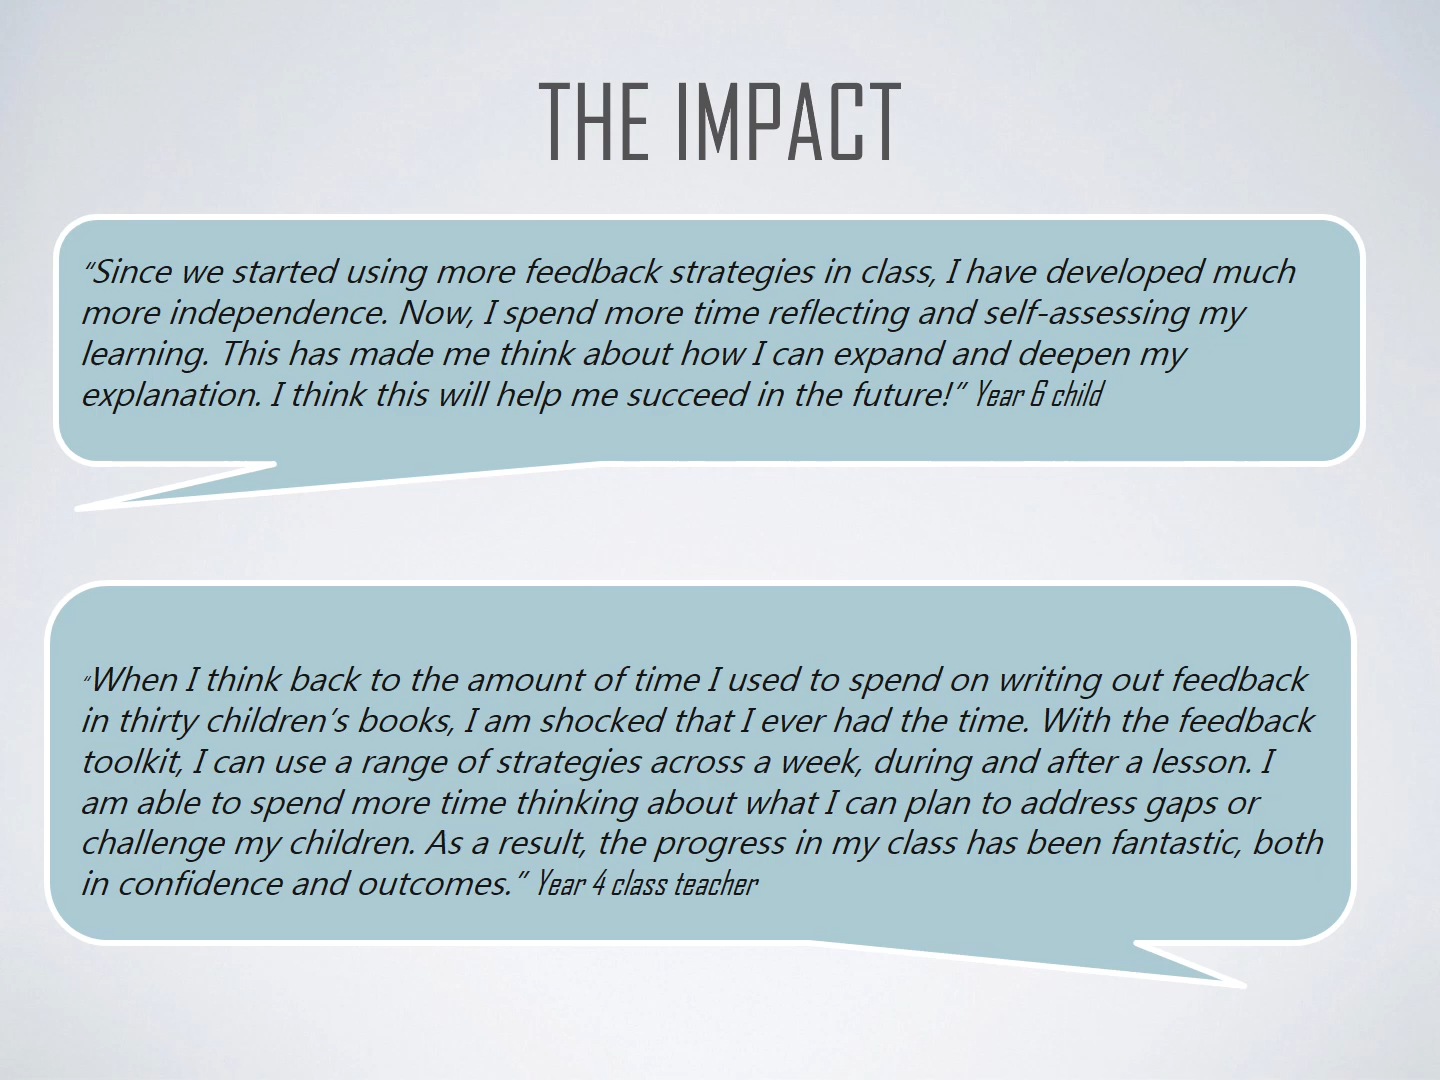 THE IMPACT
“Since we started using more feedback strategies in class, I have developed much
more independence. Now, I spend more time reflecting and self-assessing my
learning. This has made me think about how I can expand and deepen my
explanation. I think this will help me succeed in the future!” Year 6 child
“When I think back to the amount of time I used to spend on writing out feedback
in thirty children’s books, I am shocked that I ever had the time. With the feedback
toolkit, I can use a range of strategies across a week, during and after a lesson. I
am able to spend more time thinking about what I can plan to address gaps or
challenge my children. As a result, the progress in my class has been fantastic, both
in confidence and outcomes.” Year 4 class teacher